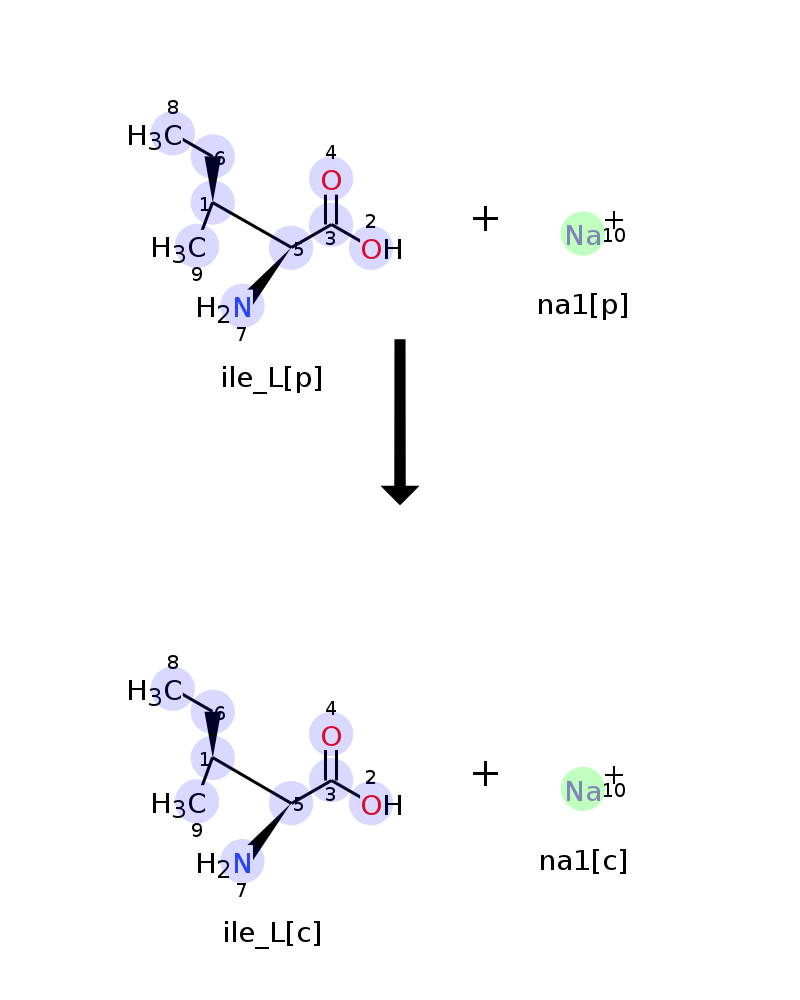 8
H3C 6
4
O
1 2
3 OH
H3C 5
9
H2N
7
+ Na+ 10
ile_L[p]
na1[p]
8
H3C 6
4
O
1 2
3 OH
H3C 5
9
H2N
7
+ Na+ 10
ile_L[c]
na1[c]